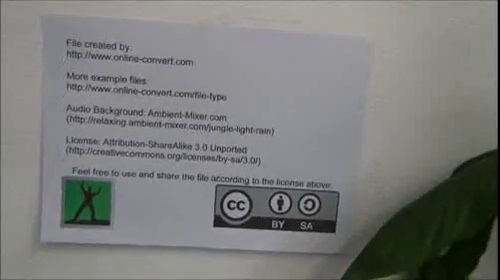 File created by:
http://www.online-convert.com
More example files:
http://www.online-convert.com/file-type
Audio Background: Ambient-Mixer.com
(http://relaxing.ambient-mixer.com/jungle-light-rain)
License: Attribution-ShareAlike 3.0 Unported
(http://creativecommons.org/licenses/by-sa/3.0/)
Feel free to use and share the file according to the license above.
cc
BY SA